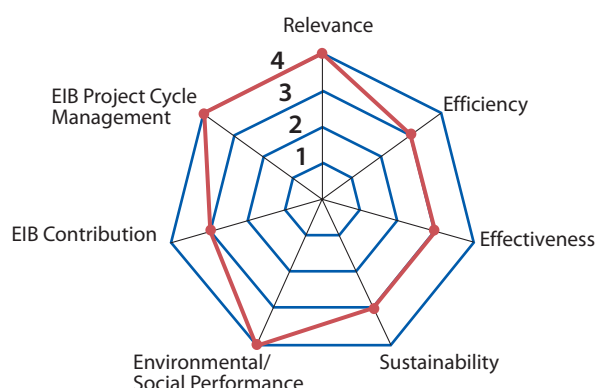 Relevance
4
3
2
1
EIB Project Cycle
Management
Efficiency
EIB Contribution
Effectiveness
Environmental/
Social Performance
Sustainability